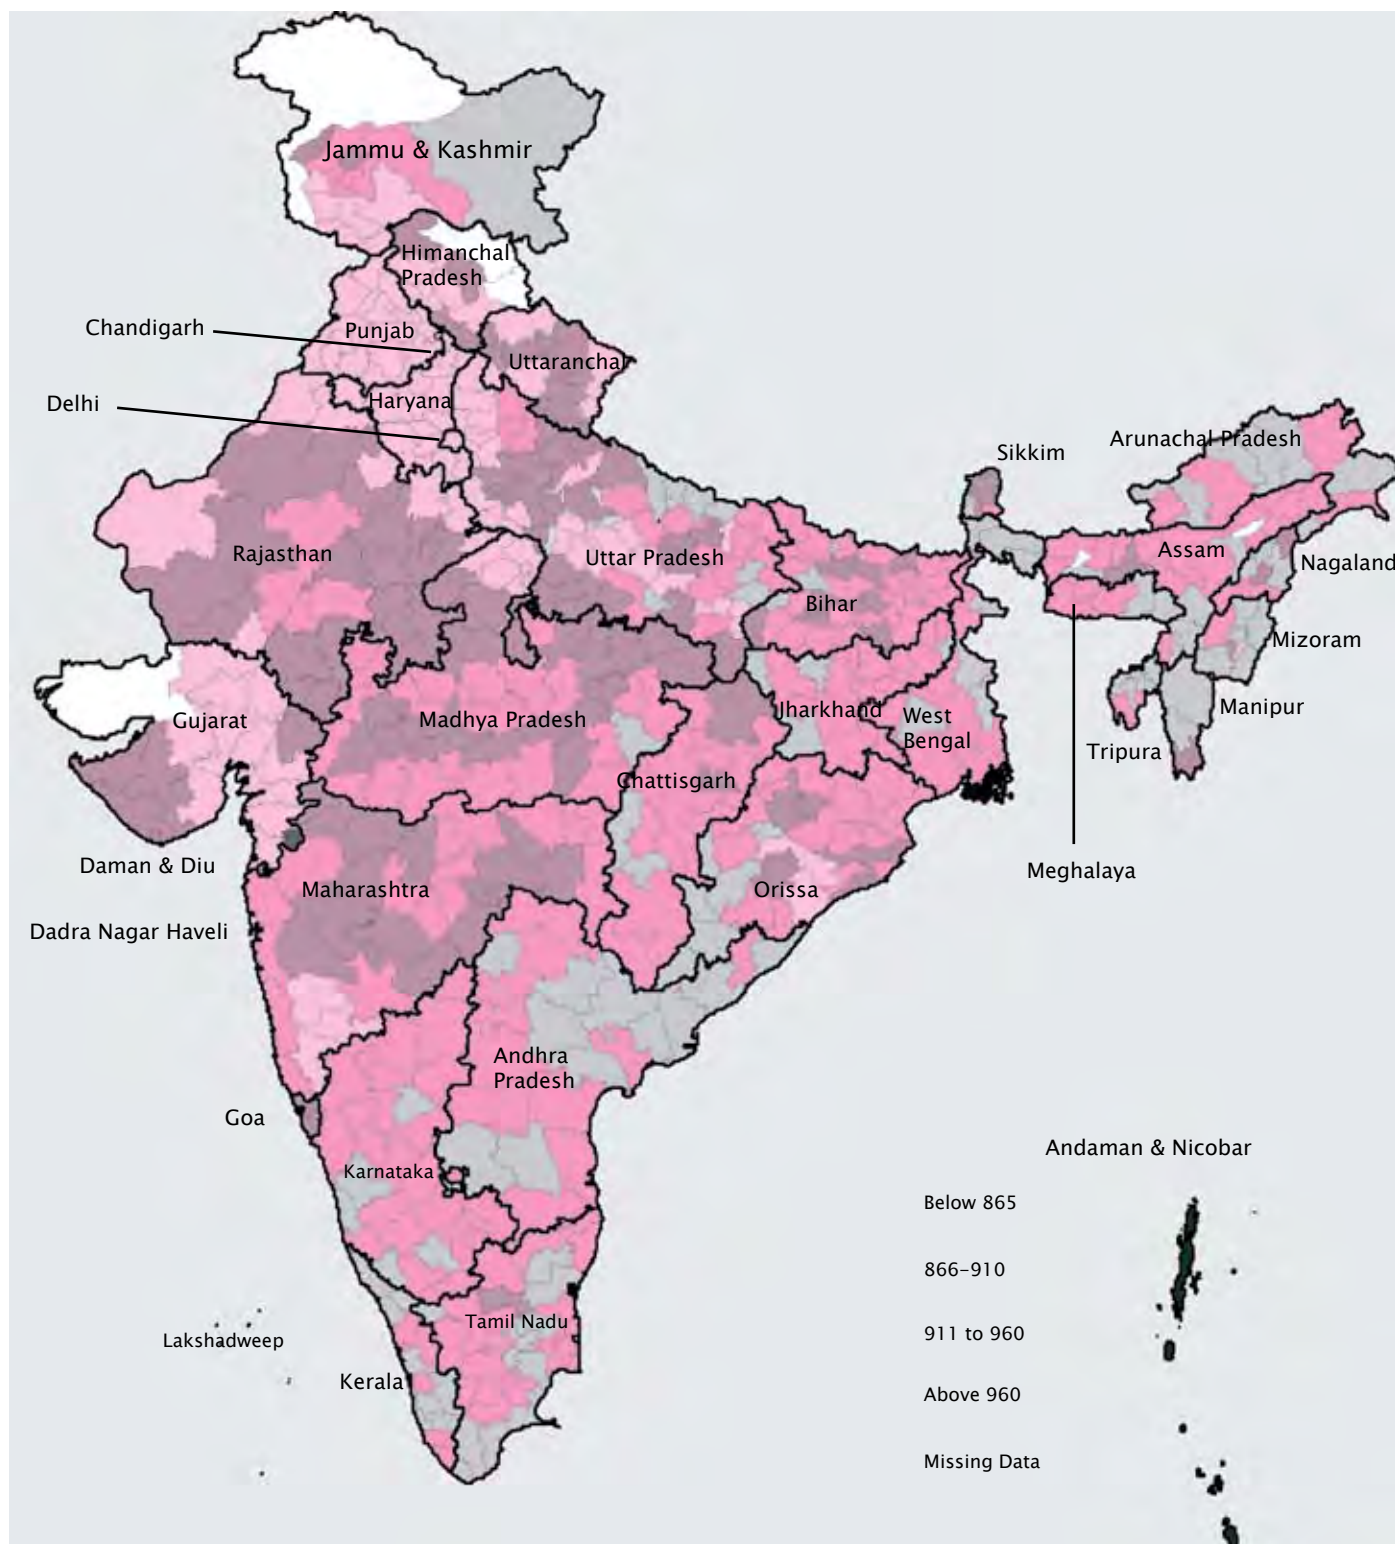 Jammu & Kashmir
Himanchal
Pradesh
Chandigarh
Punjab
Uttaranchal
Delhi
Haryana
Arunachal Pradesh
Sikkim
Rajasthan
Uttar Pradesh
Assam
Nagaland
Bihar
Mizoram
Gujarat
Madhya Pradesh
Jharkhand
West
Bengal
Manipur
Tripura
Chattisgarh
Daman & Diu
Maharashtra
Orissa
Meghalaya
Dadra Nagar Haveli
Andhra
Pradesh
Goa
Karnataka
Andaman & Nicobar
Below 865
866-910
Tamil Nadu
911 to 960
Lakshadweep
Kerala
Above 960
Missing Data